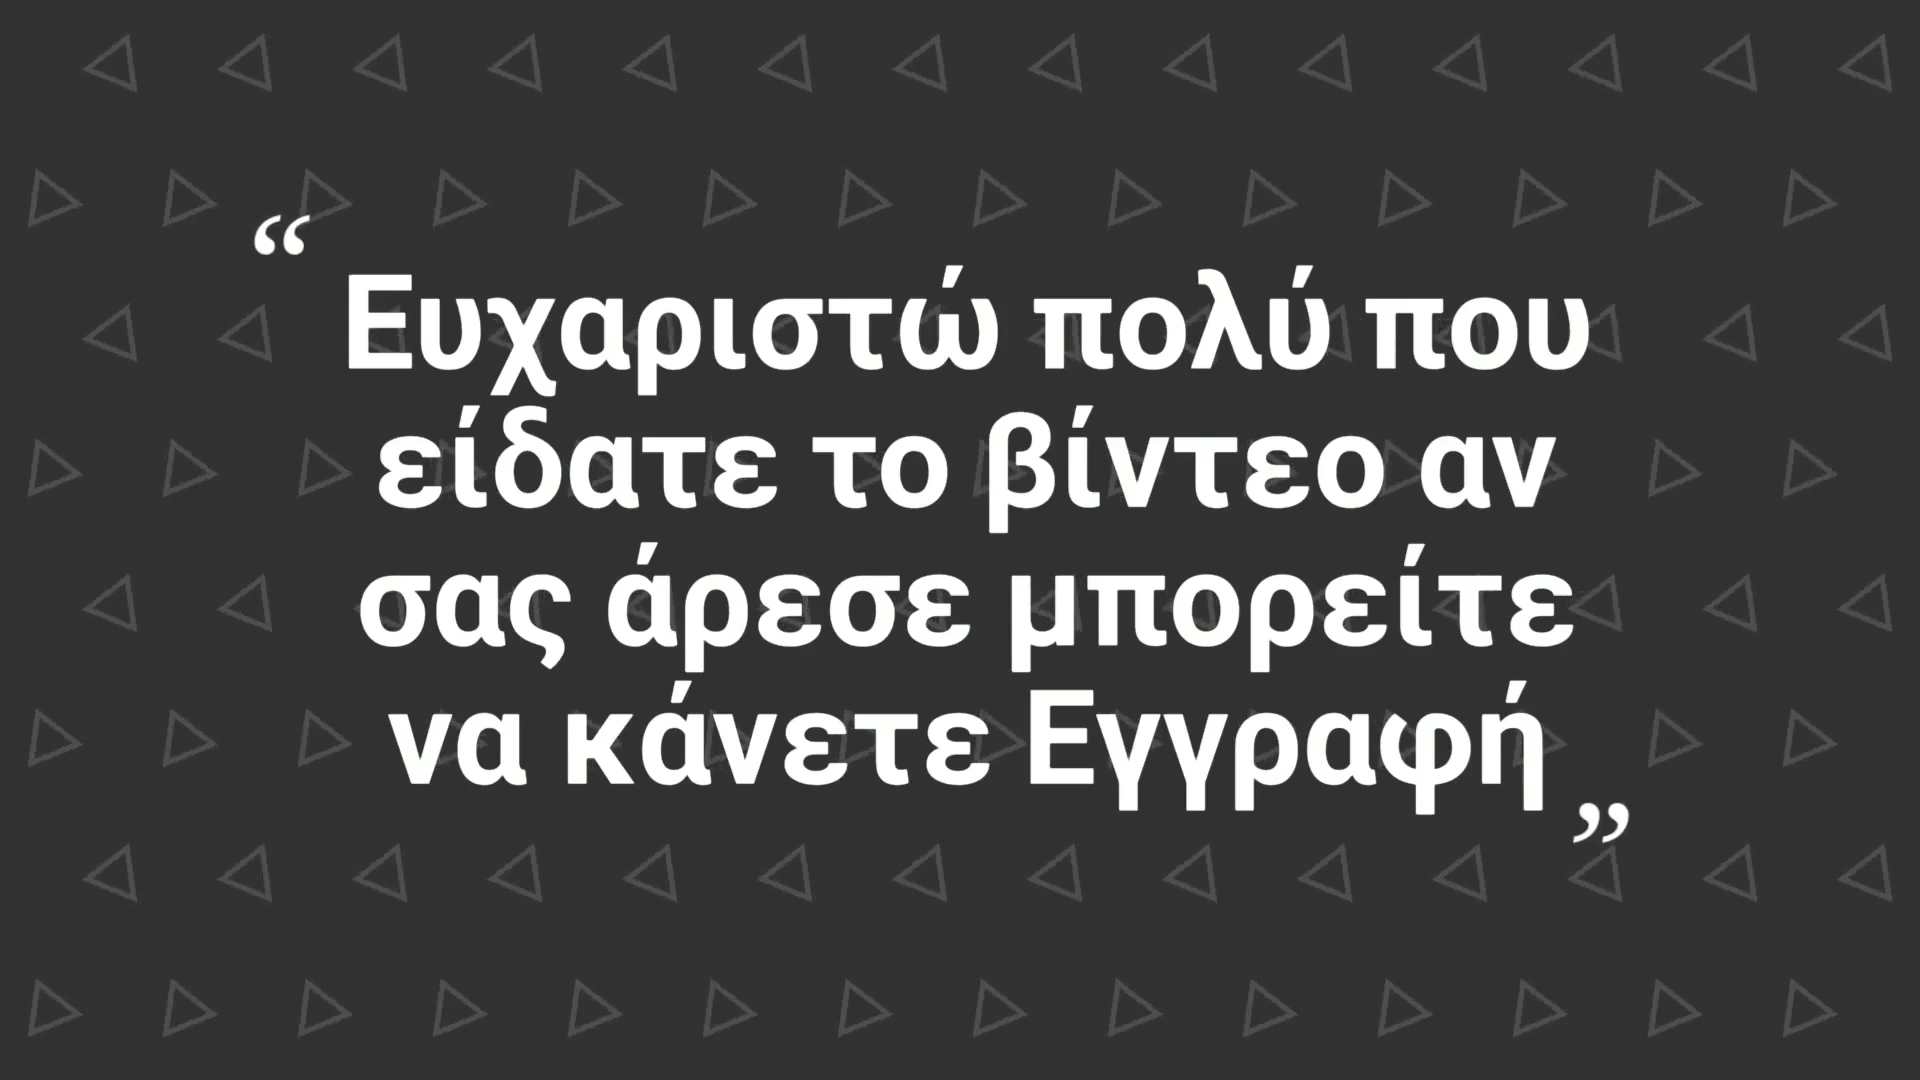 “ Ευχαριστώ πολύ που
είδατε το βίντεο αν
σας άρεσε μπορείτε
να κάνετε Εγγραφή ”